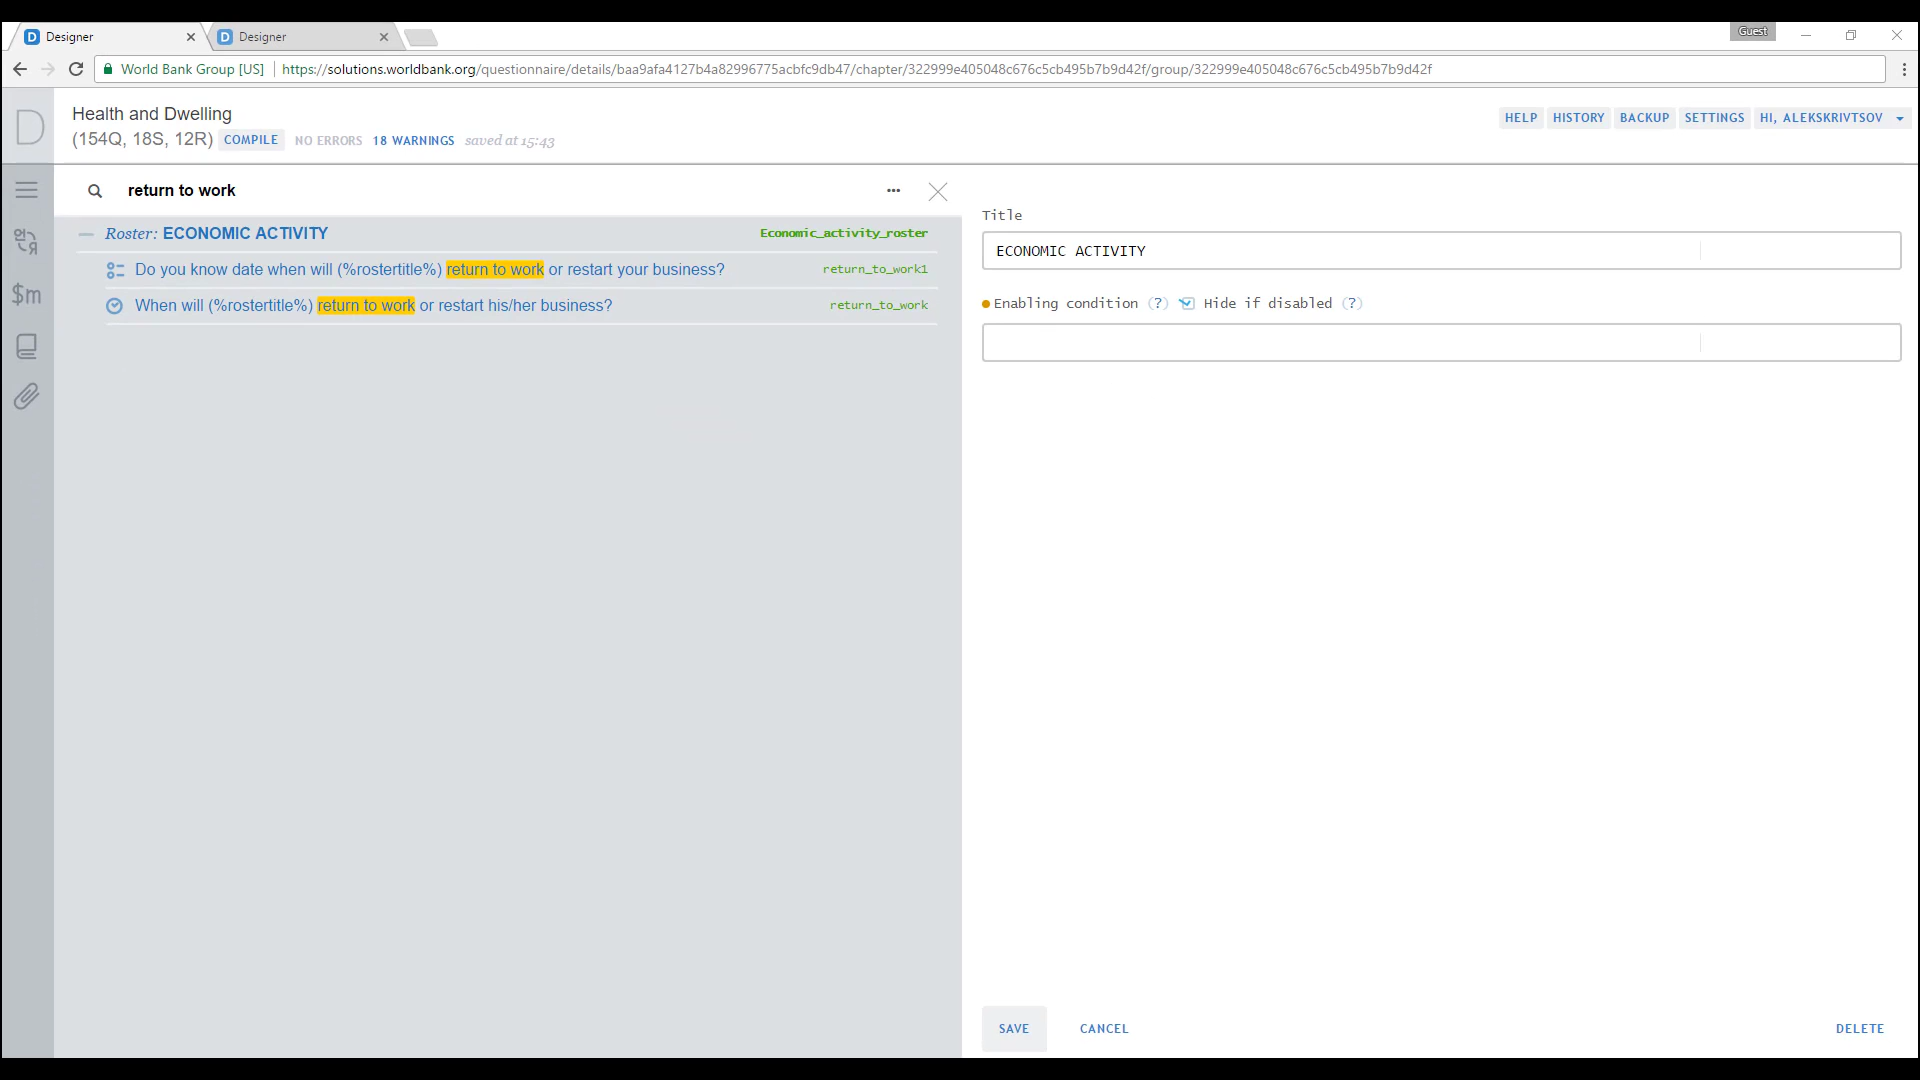 Designer
Designer
Guest
World Bank Group [US]
https://solutions.worldbank.org/questionnaire/details/baa9afa4127b4a82996775acbfc9db47/chapter/322999e405048c676c5cb495b7b9d42f/group/322999e405048c676c5cb495b7b9d42f
D
Health and Dwelling
(154Q, 18S, 12R) COMPILE NO ERRORS 18 WARNINGS saved at 15:43
HELP HISTORY BACKUP SETTINGS HI, ALEKSKRIVTSOV
return to work
$m
Roster: ECONOMIC ACTIVITY Economic_activity_roster
Do you know date when will (%rostertitle%) return to work or restart your business? return_to_work1
When will (%rostertitle%) return to work or restart his/her business? return_to_work
Title
ECONOMIC ACTIVITY
Enabling condition (?) Hide if disabled (?)
SAVE CANCEL DELETE